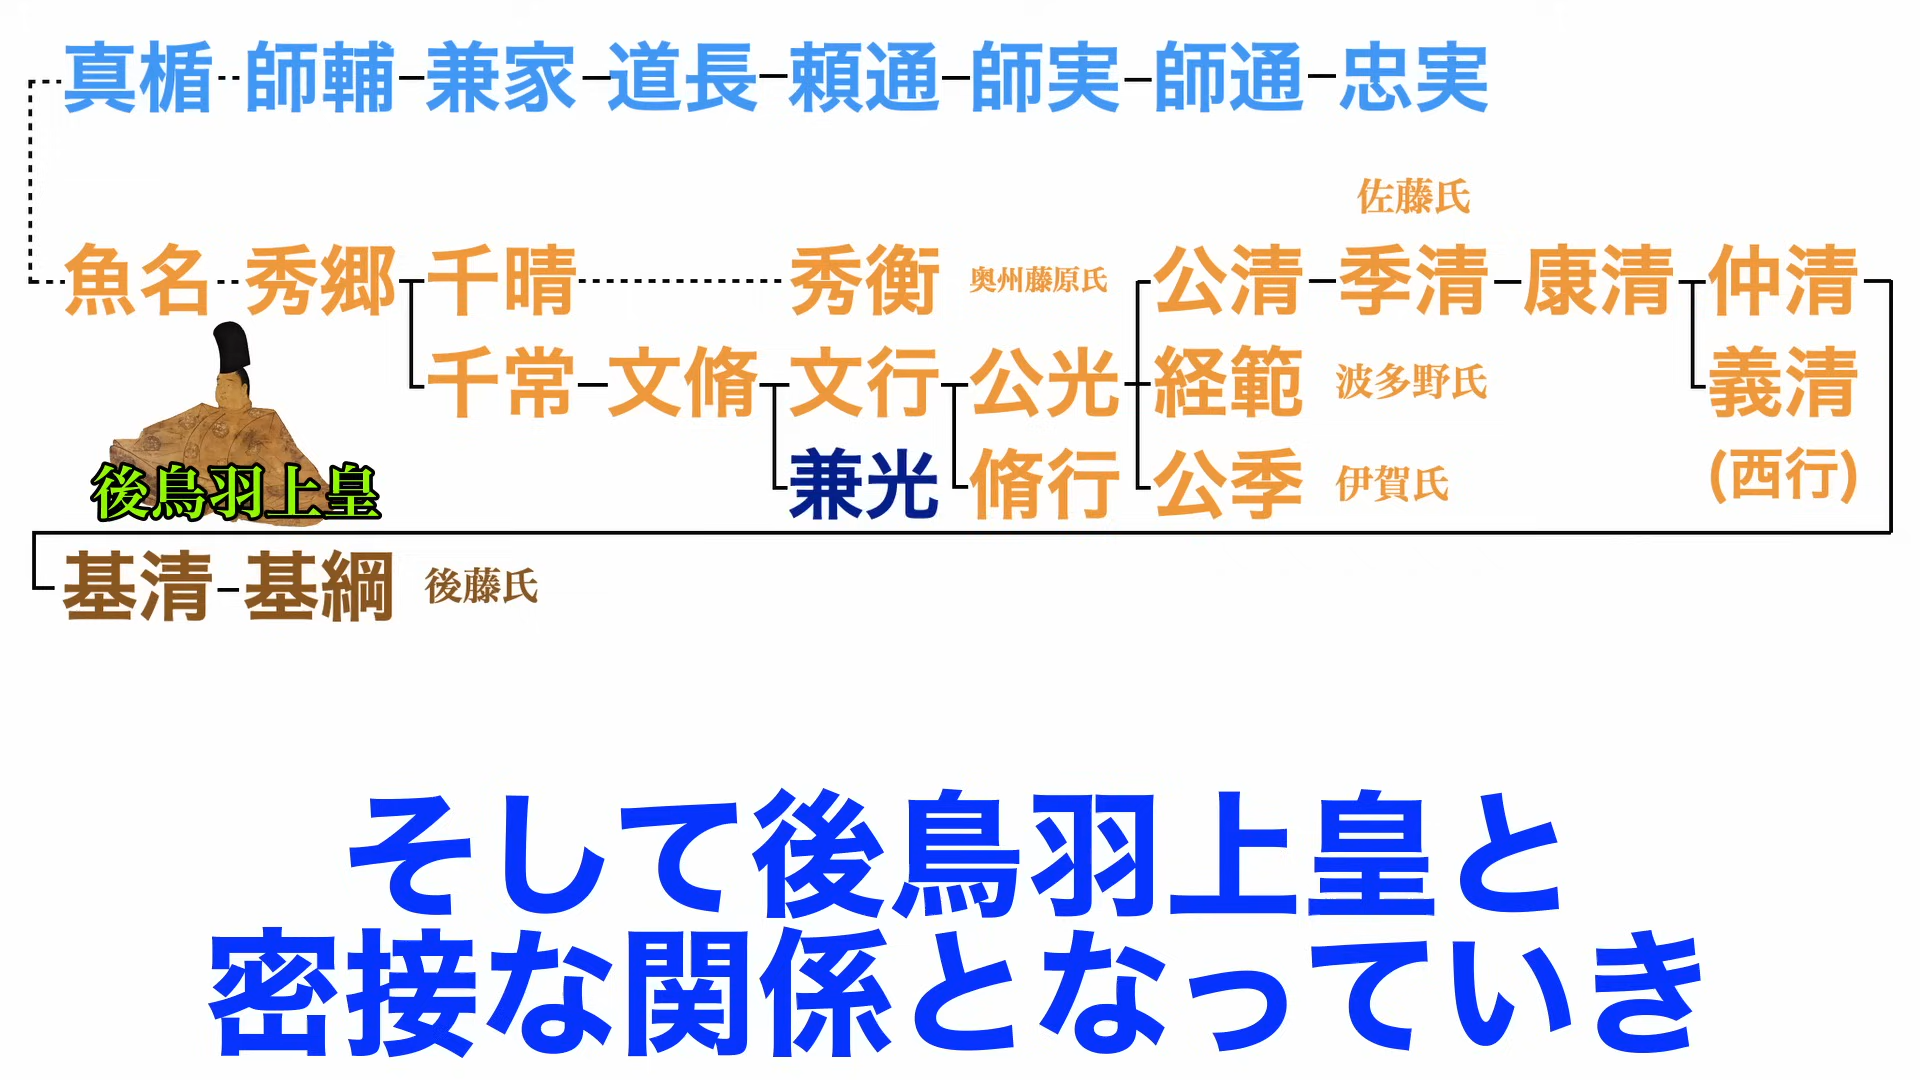 真楯 師輔 兼家 道長 頼通 師実 師通 忠実
佐藤氏
魚名 秀郷 千晴 秀衡 奥州藤原氏 公清 季清 康清 仲清
千常 文脩 文行 公光 経範 波多野氏 義清
兼光 脩行 公季 伊賀氏 (西行)
後鳥羽上皇
基清 基綱 後藤氏
そして後鳥羽上皇と
密接な関係となっていき